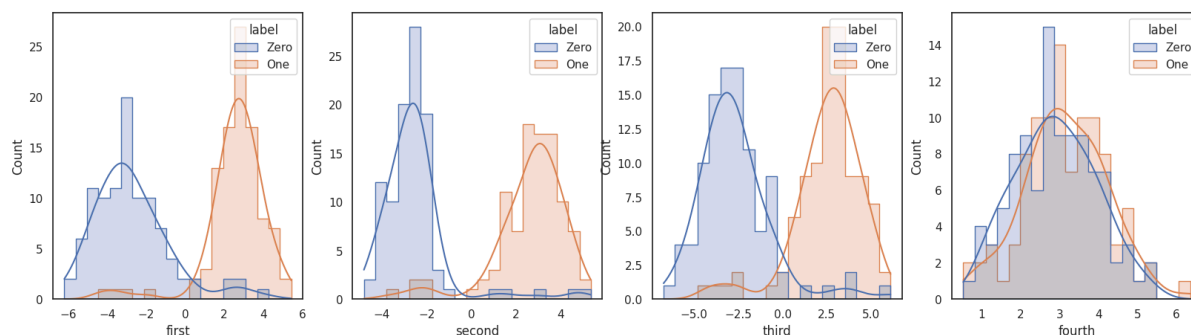 label
Zero
One
Count
25
20
15
10
5
0
−6
−4
−2
0
2
4
first
label
Zero
One
Count
25
20
15
10
5
0
−4
−2
0
2
4
second
label
Zero
One
Count
20.0
17.5
15.0
12.5
10.0
7.5
5.0
2.5
0.0
−5.0
−2.5
0.0
2.5
5.0
third
label
Zero
One
Count
14
12
10
8
6
4
2
0
1
2
3
4
5
6
fourth